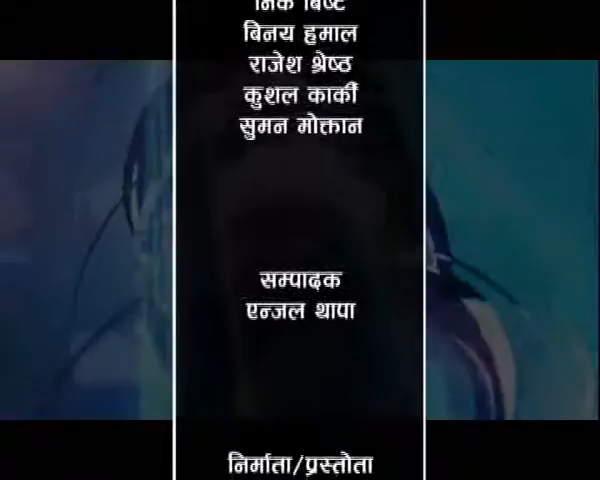 बिष्ट
बिनय हुमाल
राजेश श्रेष्ठ
कुशल कार्की
सुमन मोक्तान
सम्पादक
एन्जल थापा
निर्माता/प्रस्तोता